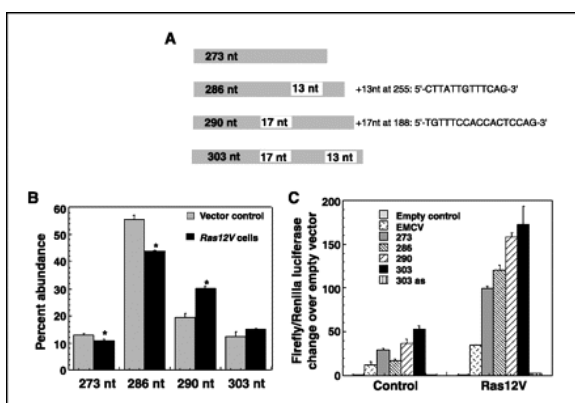 A
273 nt
286 nt 13 nt +13nt at 255: 5'-CTTATTGTTTCAG-3'
290 nt 17 nt +17nt at 188: 5'-TGTTTCCACCACTCCAG-3'
303 nt 17 nt 13 nt
B
Percent abundance
60
50
40
30
20
10
0
Vector control
Ras12V cells
*
*
*
273 nt 286 nt 290 nt 303 nt
C
Firefly/Renilla luciferase
change over empty vector
200
150
100
50
0
Empty control
EMCV
273
286
290
303
303 as
Control Ras12V